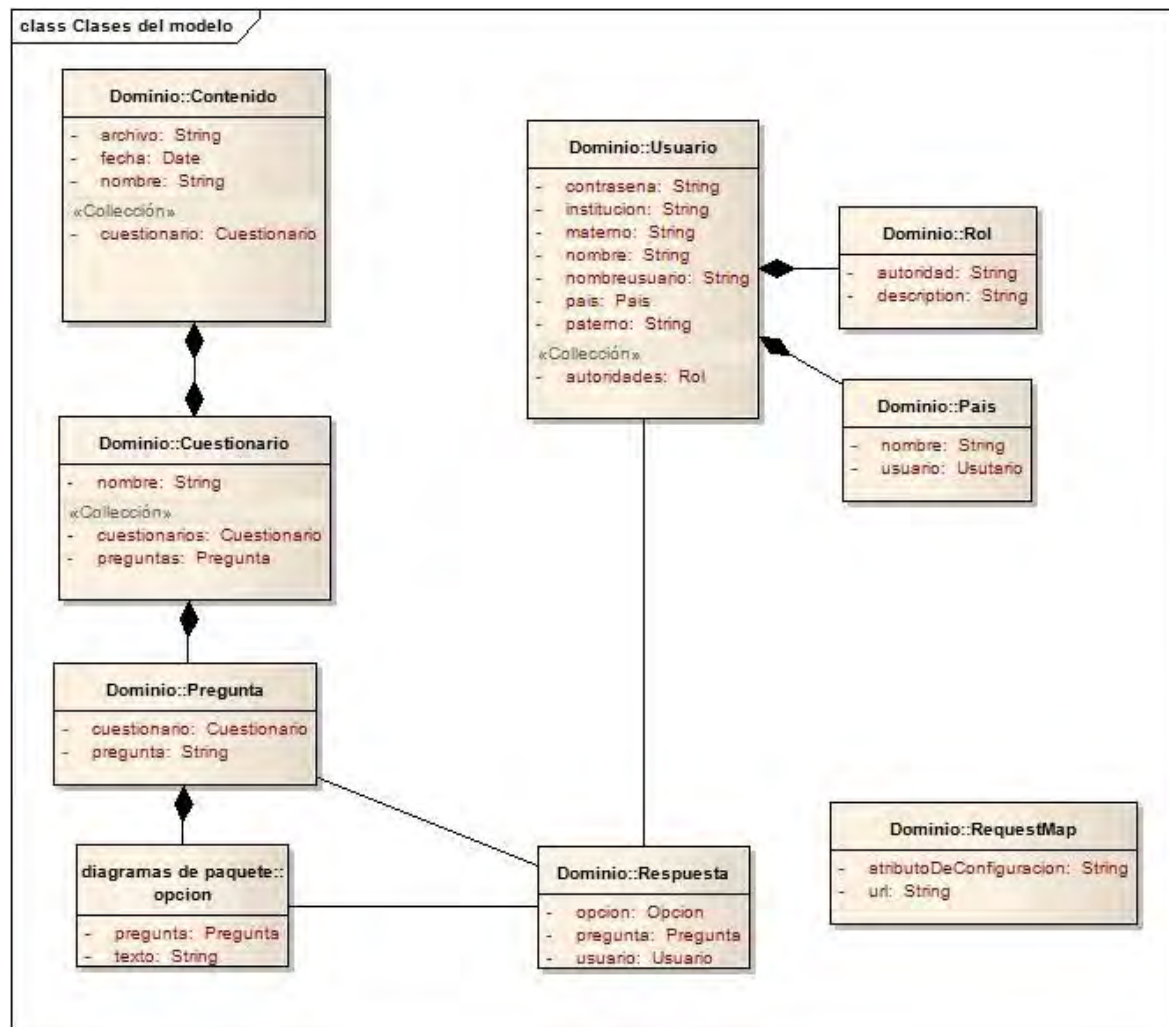 class Clases del modelo
Dominio::Contenido
- archivo: String
- fecha: Date
- nombre: String
«Collección»
- cuestionario: Cuestionario
Dominio::Cuestionario
- nombre: String
«Collección»
- cuestionarios: Cuestionario
- preguntas: Pregunta
Dominio::Pregunta
- cuestionario: Cuestionario
- pregunta: String
diagramas de paquete::
opcion
- pregunta: Pregunta
- texto: String
Dominio::Usuario
- contrasena: String
- institucion: String
- materno: String
- nombre: String
- nombreusuario: String
- pais: Pais
- paterno: String
«Collección»
- autoridades: Rol
Dominio::Rol
- autoridad: String
- description: String
Dominio::Pais
- nombre: String
- usuario: Usutario
Dominio::Respuesta
- opcion: Opcion
- pregunta: Pregunta
- usuario: Usuario
Dominio::RequestMap
- atributoDeConfiguracion: String
- url: String